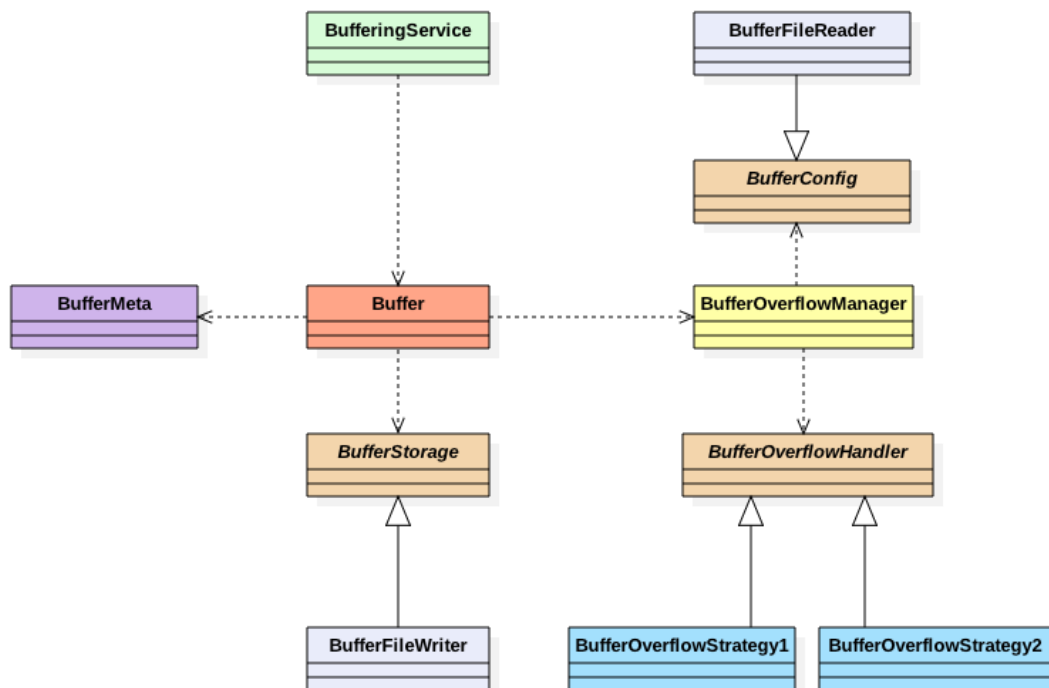 BufferingService
BufferFileReader
BufferConfig
BufferMeta
Buffer
BufferOverflowManager
BufferStorage
BufferOverflowHandler
BufferFileWriter
BufferOverflowStrategy1
BufferOverflowStrategy2